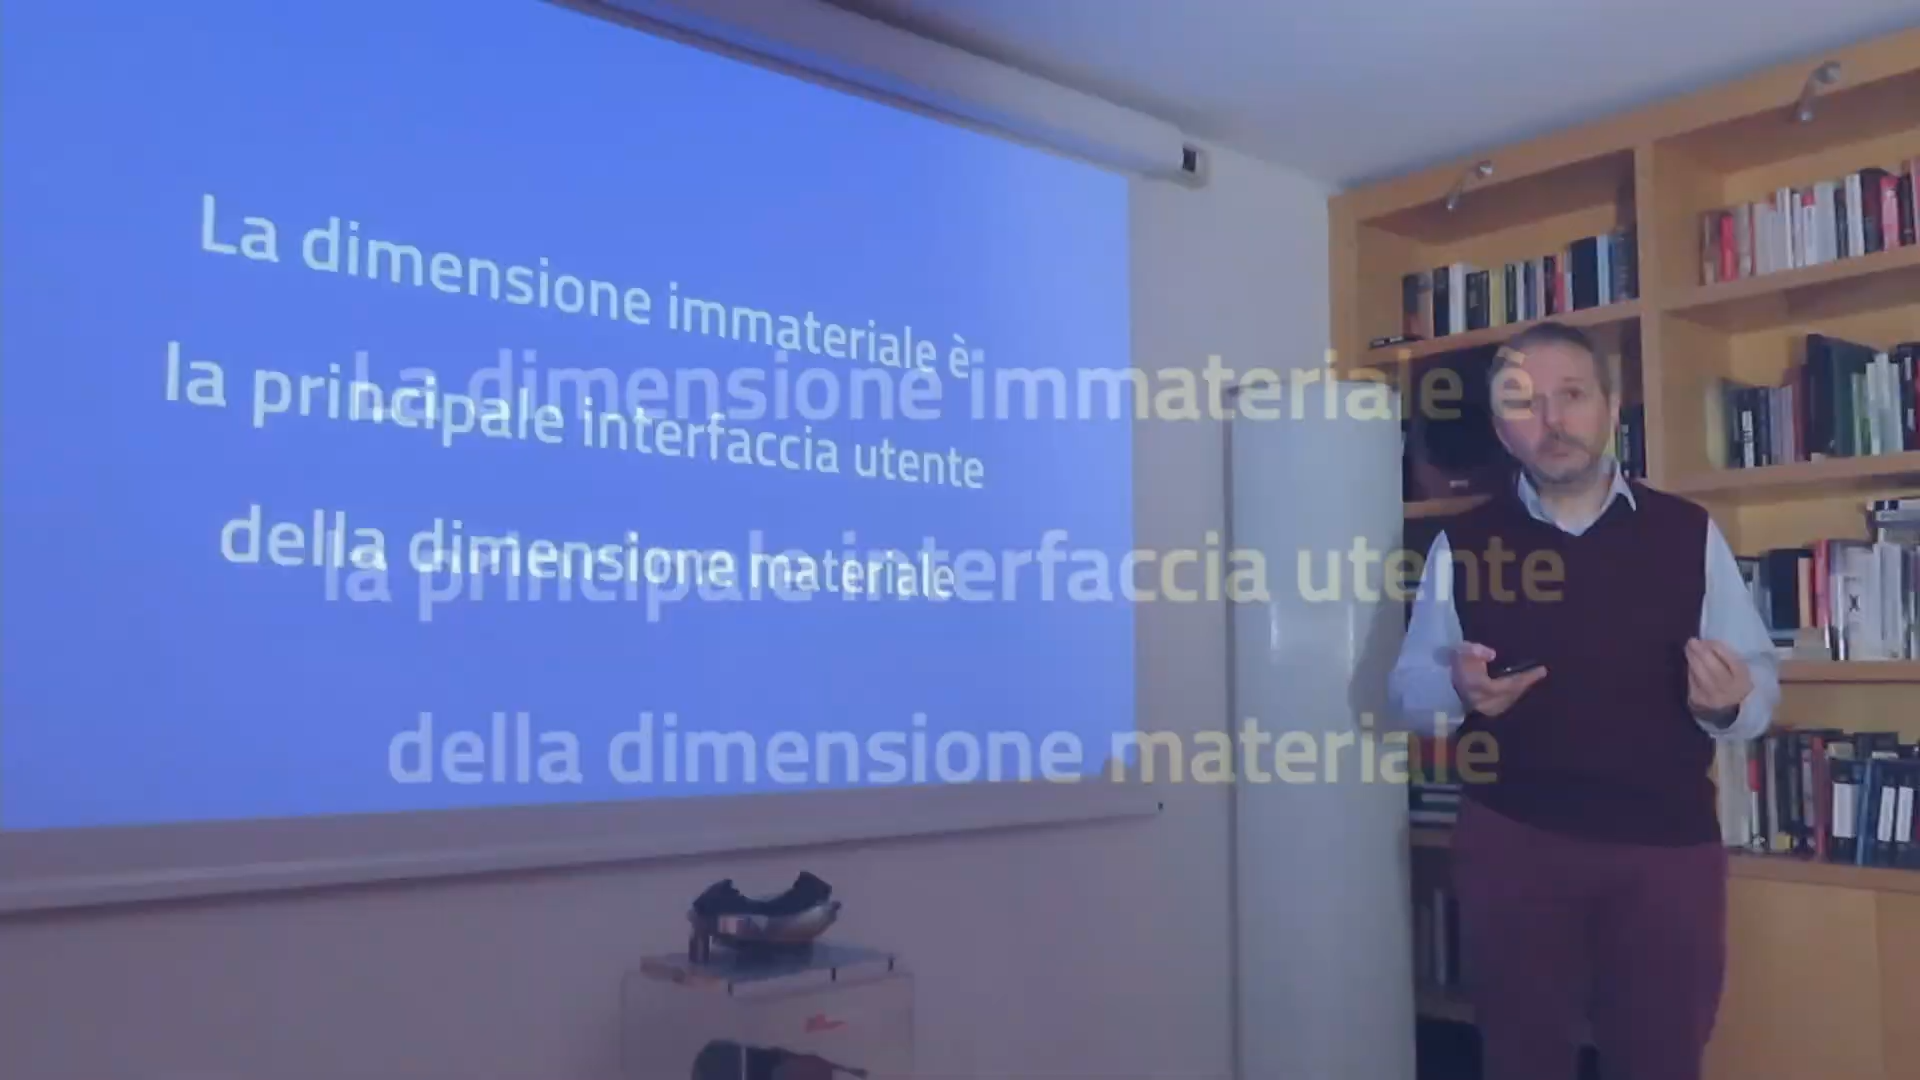 La dimensione immateriale è
la principale interfaccia utente
della dimensione materiale
La dimensione immateriale è
la principale interfaccia utente
della dimensione materiale